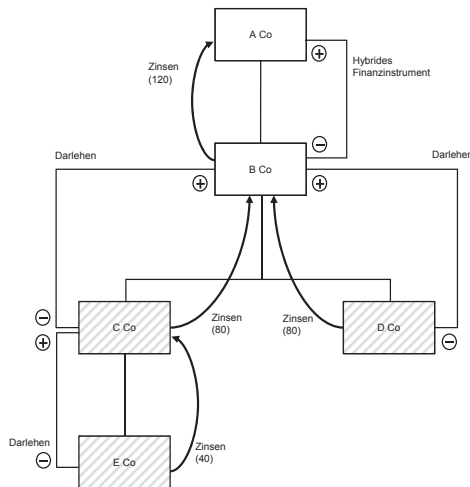 A Co
Zinsen
(120)
Hybrides
Finanzinstrument
+
−
Darlehen
B Co
Darlehen
+
+
−
+
C Co
Zinsen
(80)
Zinsen
(80)
D Co
−
Darlehen
−
E Co
Zinsen
(40)